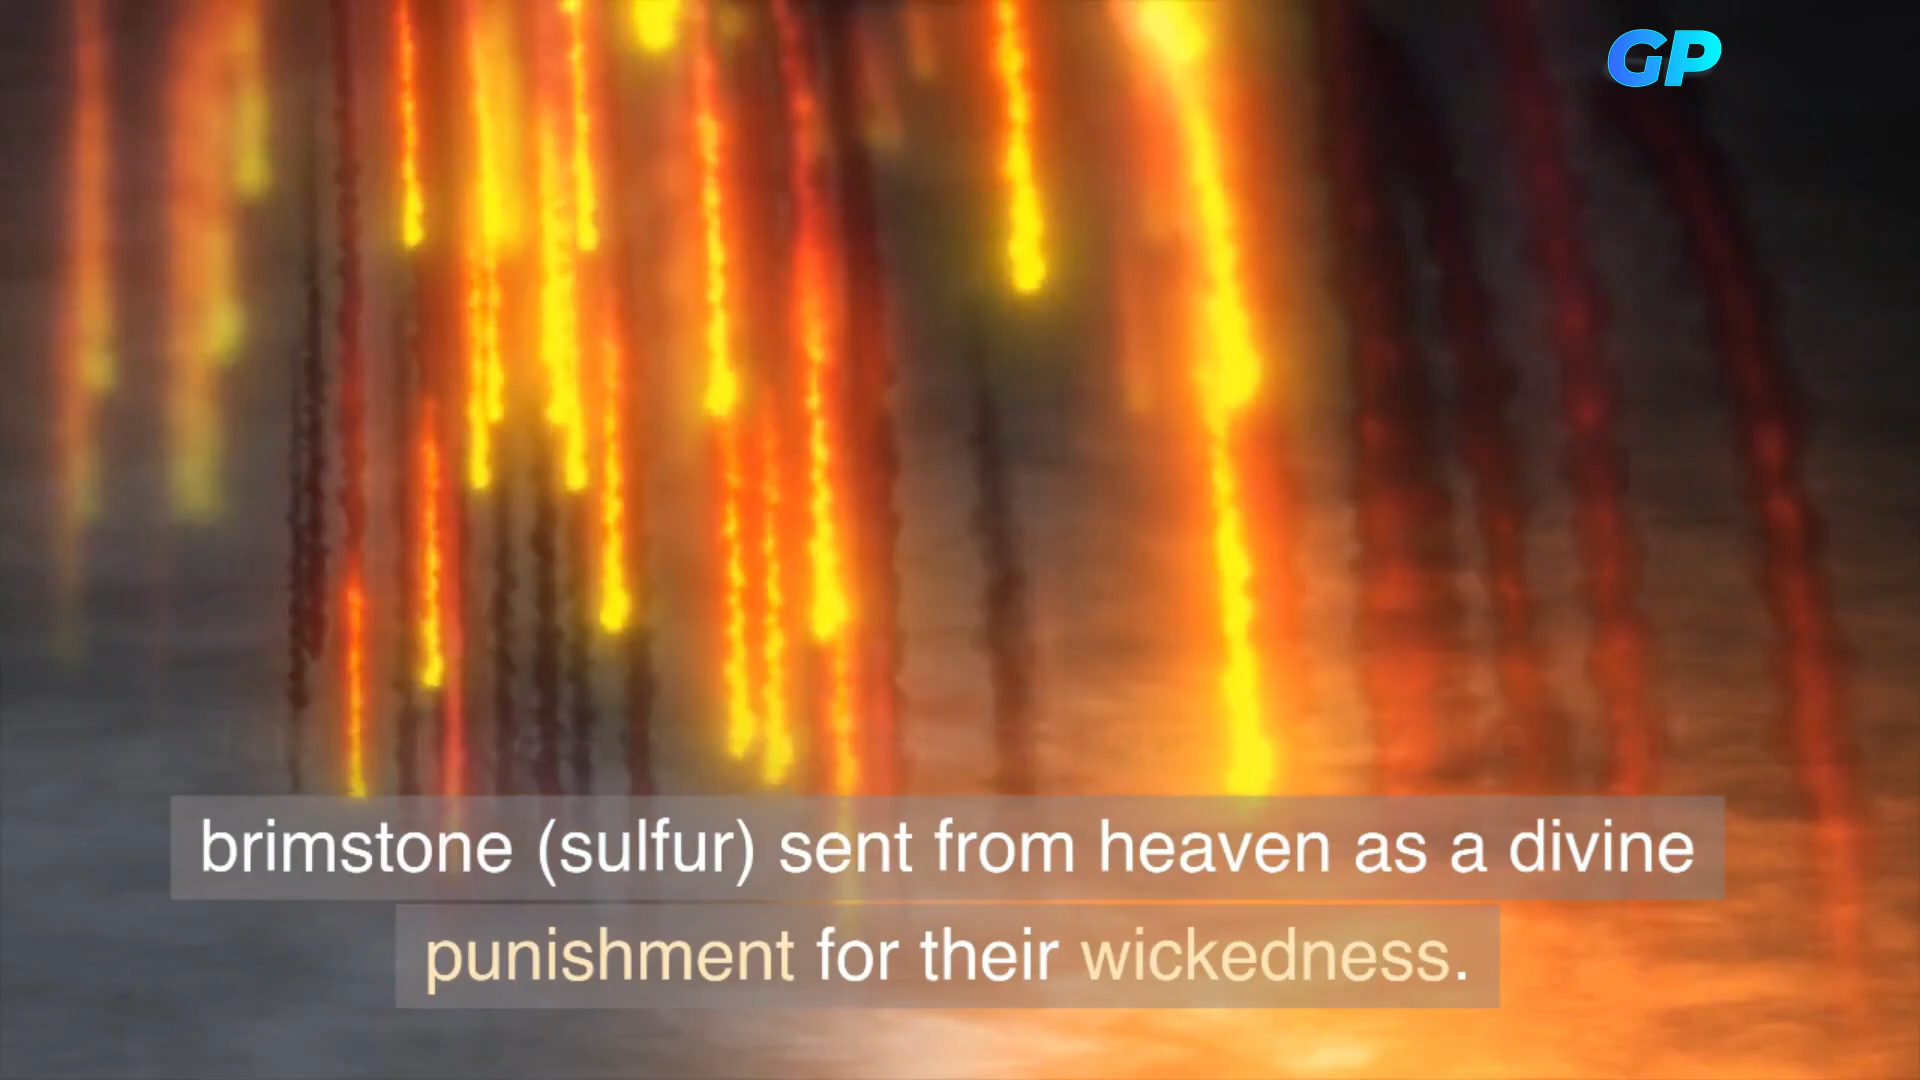 GP
brimstone (sulfur) sent from heaven as a divine
punishment for their wickedness.